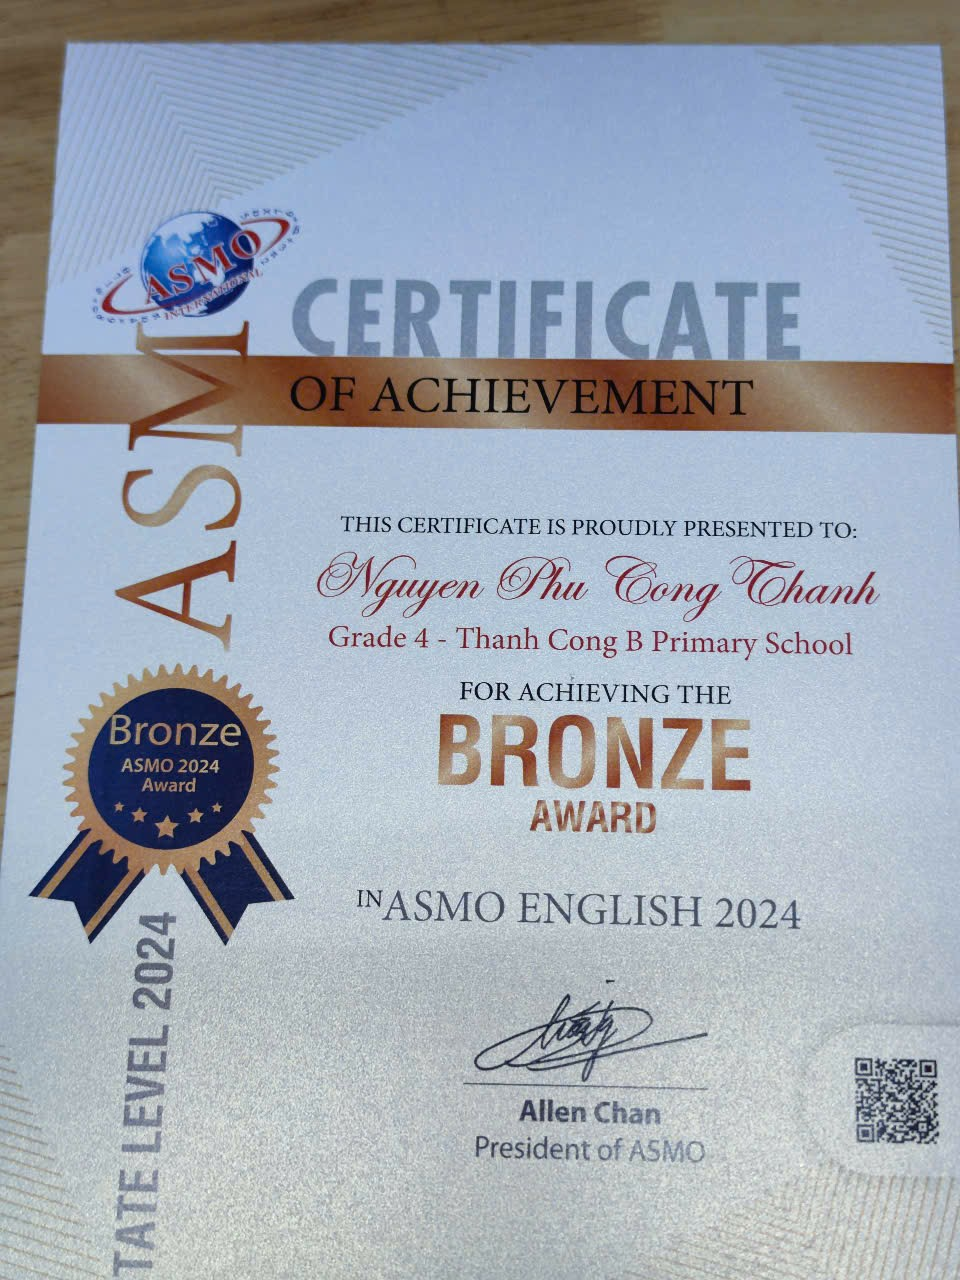 ASMO
INTERNATIONAL
CERTIFICATE
OF ACHIEVEMENT
ASM
THIS CERTIFICATE IS PROUDLY PRESENTED TO:
Nguyen Phu Cong Thanh
Grade 4 - Thanh Cong B Primary School
FOR ACHIEVING THE
BRONZE
AWARD
Bronze
ASMO 2024
Award
IN ASMO ENGLISH 2024
TATE LEVEL 2024
Allen Chan
President of ASMO